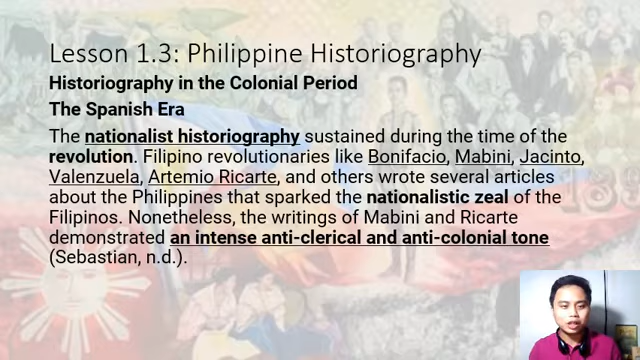 Lesson 1.3: Philippine Historiography
Historiography in the Colonial Period
The Spanish Era
The nationalist historiography sustained during the time of the
revolution. Filipino revolutionaries like Bonifacio, Mabini, Jacinto,
Valenzuela, Artemio Ricarte, and others wrote several articles
about the Philippines that sparked the nationalistic zeal of the
Filipinos. Nonetheless, the writings of Mabini and Ricarte
demonstrated an intense anti-clerical and anti-colonial tone
(Sebastian, n.d.).